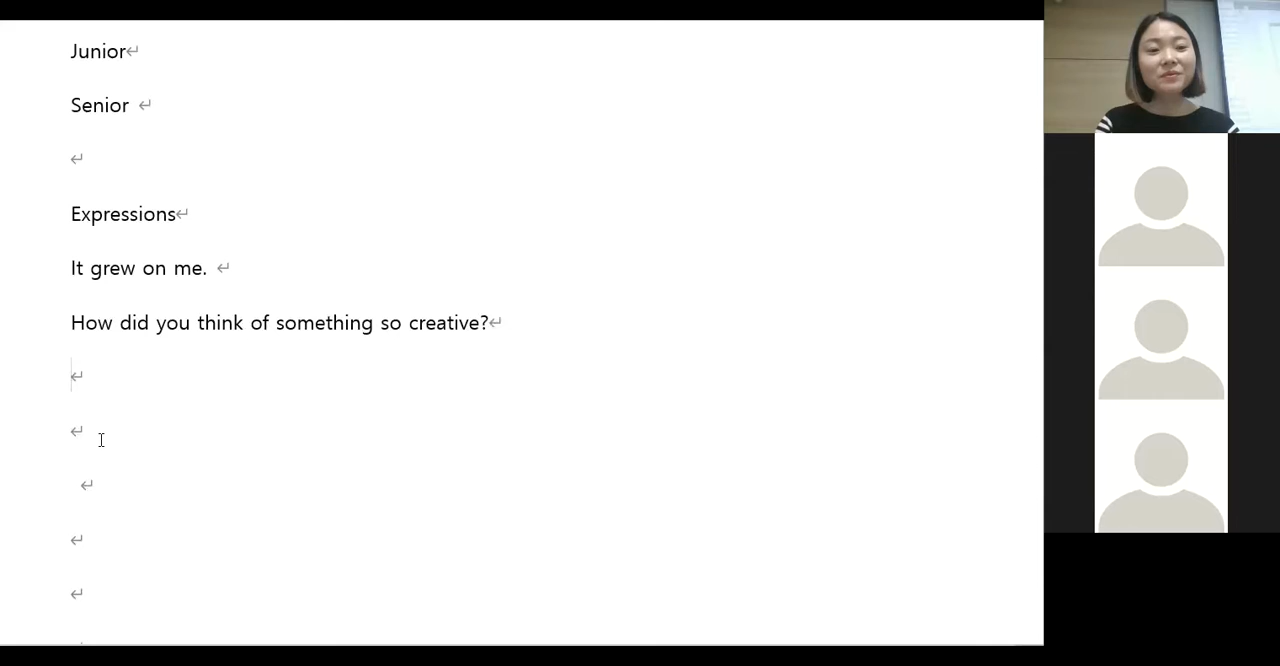 Junior
Senior
Expressions
It grew on me.
How did you think of something so creative?